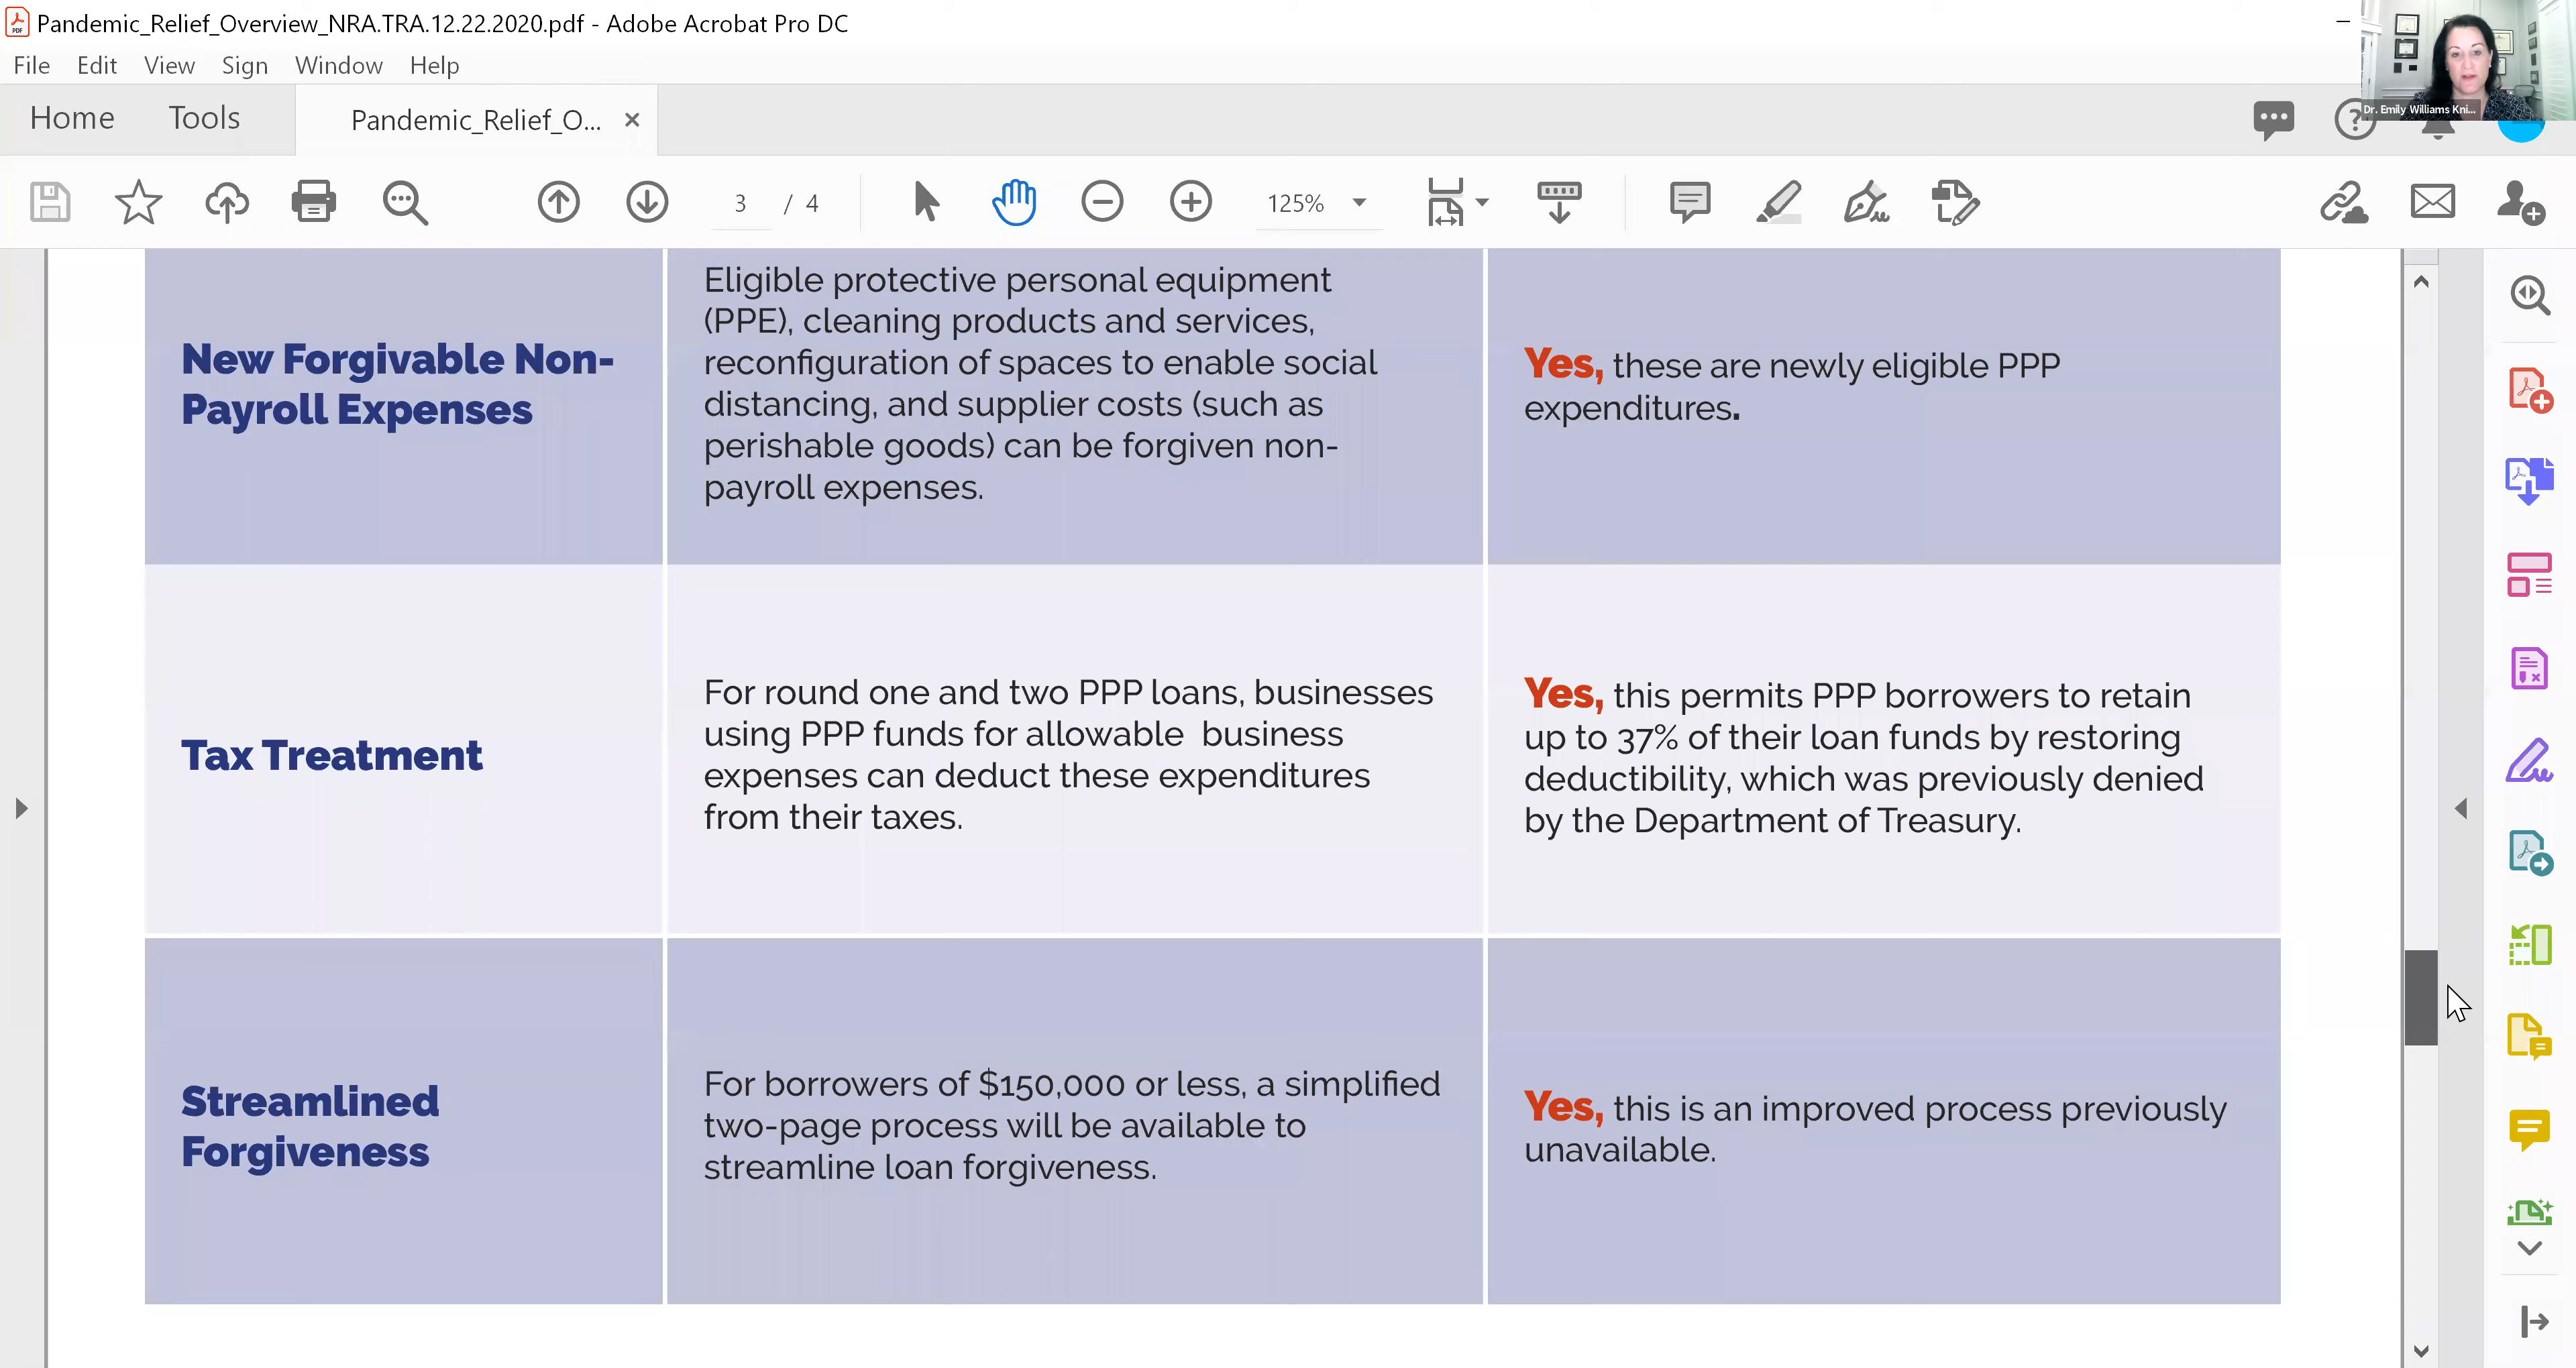 Pandemic_Relief_Overview_NRA.TRA.12.22.2020.pdf - Adobe Acrobat Pro DC
File Edit View Sign Window Help
Dr. Emily Williams Kni...
Home Tools Pandemic_Relief_O... ×
3 / 4 125%
New Forgivable Non-
Payroll Expenses
Eligible protective personal equipment
(PPE), cleaning products and services,
reconfiguration of spaces to enable social
distancing, and supplier costs (such as
perishable goods) can be forgiven non-
payroll expenses.
Yes, these are newly eligible PPP
expenditures.
Tax Treatment
For round one and two PPP loans, businesses
using PPP funds for allowable business
expenses can deduct these expenditures
from their taxes.
Yes, this permits PPP borrowers to retain
up to 37% of their loan funds by restoring
deductibility, which was previously denied
by the Department of Treasury.
Streamlined
Forgiveness
For borrowers of $150,000 or less, a simplified
two-page process will be available to
streamline loan forgiveness.
Yes, this is an improved process previously
unavailable.